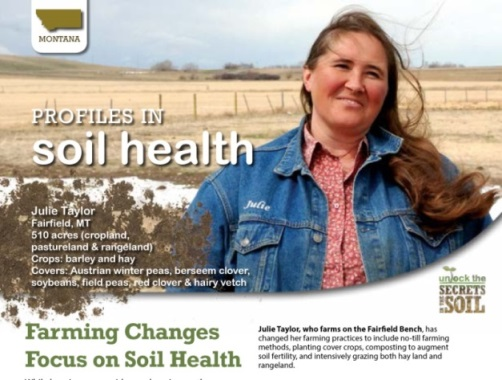 MONTANA
PROFILES IN
soil health
Julie
Julie Taylor
Fairfield, MT
510 acres (cropland,
pastureland & rangeland)
Crops: barley and hay
Covers: Austrian winter peas, berseem clover,
soybeans, field peas, red clover & hairy vetch
unlock the
SECRETS
IN THE
SOIL
Farming Changes
Focus on Soil Health
Julie Taylor, who farms on the Fairfield Bench, has
changed her farming practices to include no-till farming
methods, planting cover crops, composting to augment
soil fertility, and intensively grazing both hay land and
rangeland.